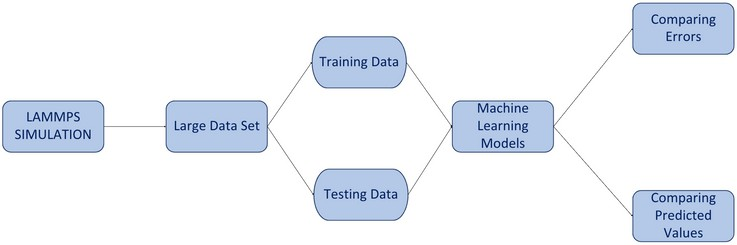 LAMMPS
SIMULATION
Large Data Set
Training Data
Testing Data
Machine
Learning
Models
Comparing
Errors
Comparing
Predicted
Values